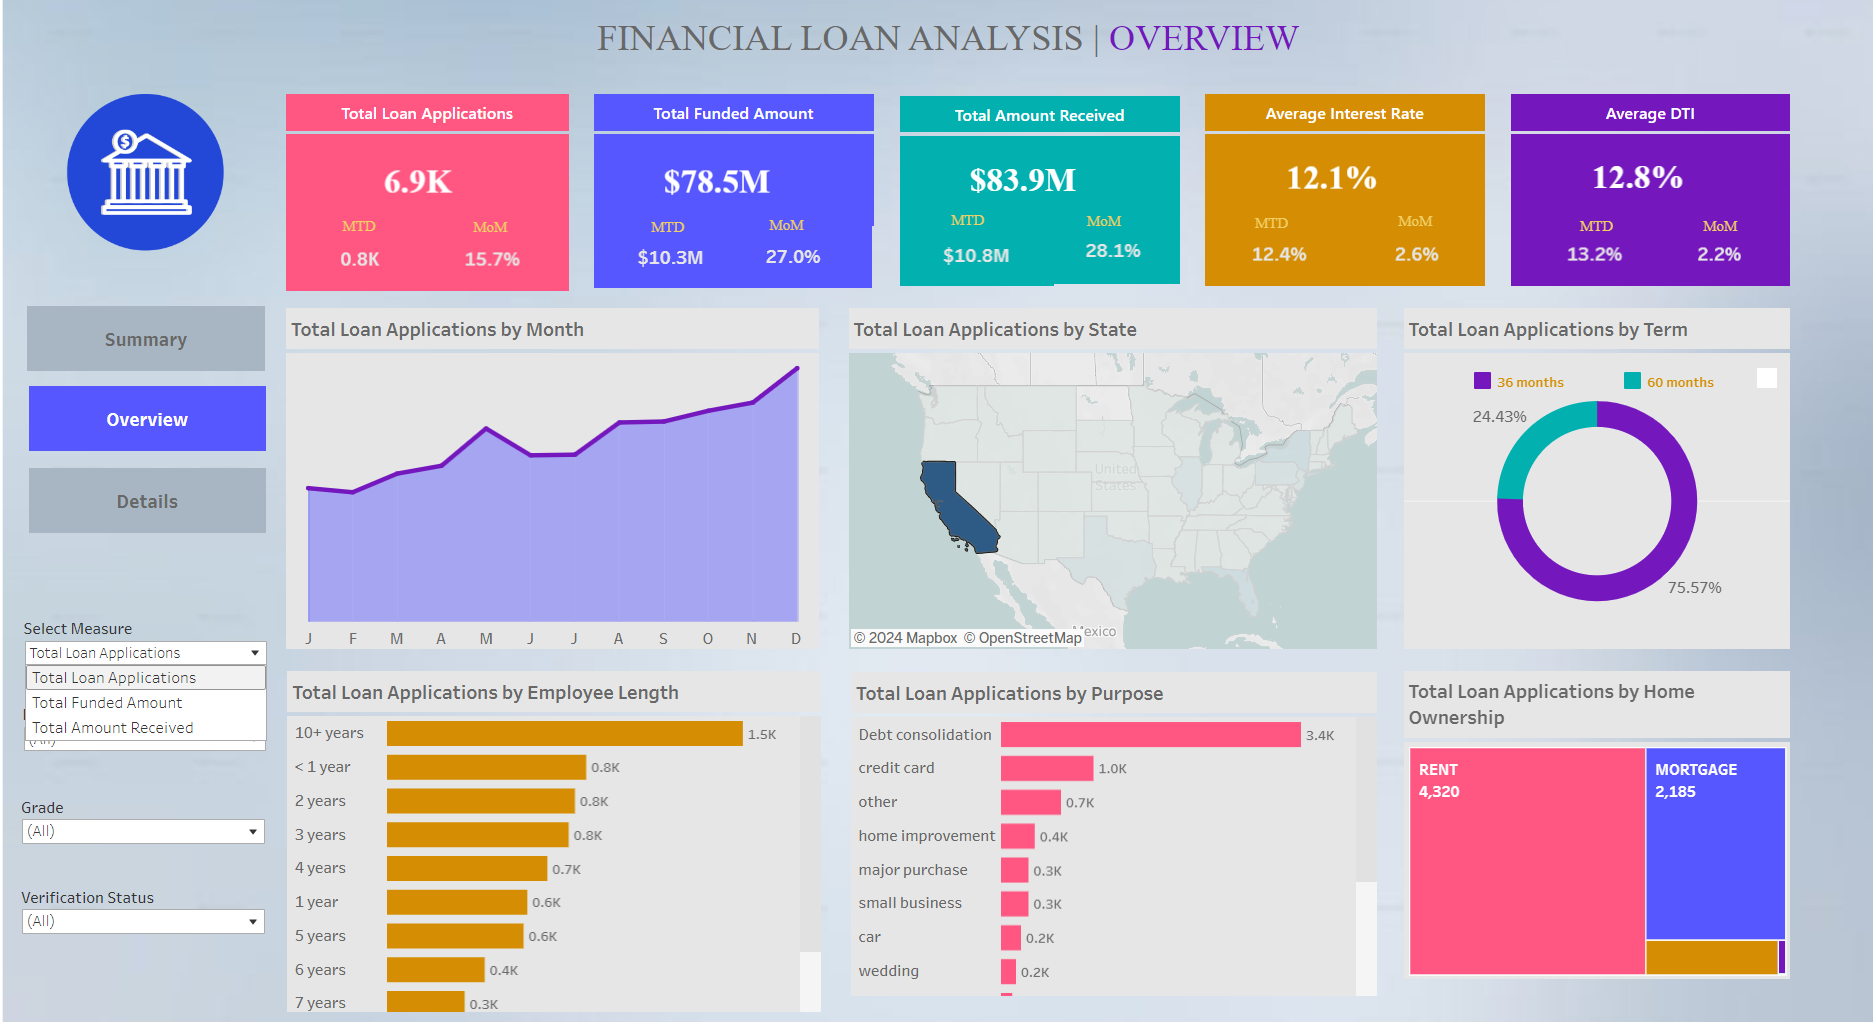 FINANCIAL LOAN ANALYSIS | OVERVIEW
Total Loan Applications
6.9K
MTD
MoM
0.8K
15.7%
Total Funded Amount
$78.5M
MTD
MoM
$10.3M
27.0%
Total Amount Received
$83.9M
MTD
MoM
$10.8M
28.1%
Average Interest Rate
12.1%
MTD
MoM
12.4%
2.6%
Average DTI
12.8%
MTD
MoM
13.2%
2.2%
$
Summary
Overview
Details
Select Measure
Total Loan Applications
Total Loan Applications
Total Funded Amount
Total Amount Received
(All)
Grade
(All)
Verification Status
(All)
Total Loan Applications by Month
J F M A M J J A S O N D
Total Loan Applications by State
United
States
Mexico
© 2024 Mapbox © OpenStreetMap
Total Loan Applications by Term
36 months
60 months
24.43%
75.57%
Total Loan Applications by Employee Length
10+ years 1.5K
< 1 year 0.8K
2 years 0.8K
3 years 0.8K
4 years 0.7K
1 year 0.6K
5 years 0.6K
6 years 0.4K
7 years 0.3K
Total Loan Applications by Purpose
Debt consolidation 3.4K
credit card 1.0K
other 0.7K
home improvement 0.4K
major purchase 0.3K
small business 0.3K
car 0.2K
wedding 0.2K
Total Loan Applications by Home
Ownership
RENT
4,320
MORTGAGE
2,185